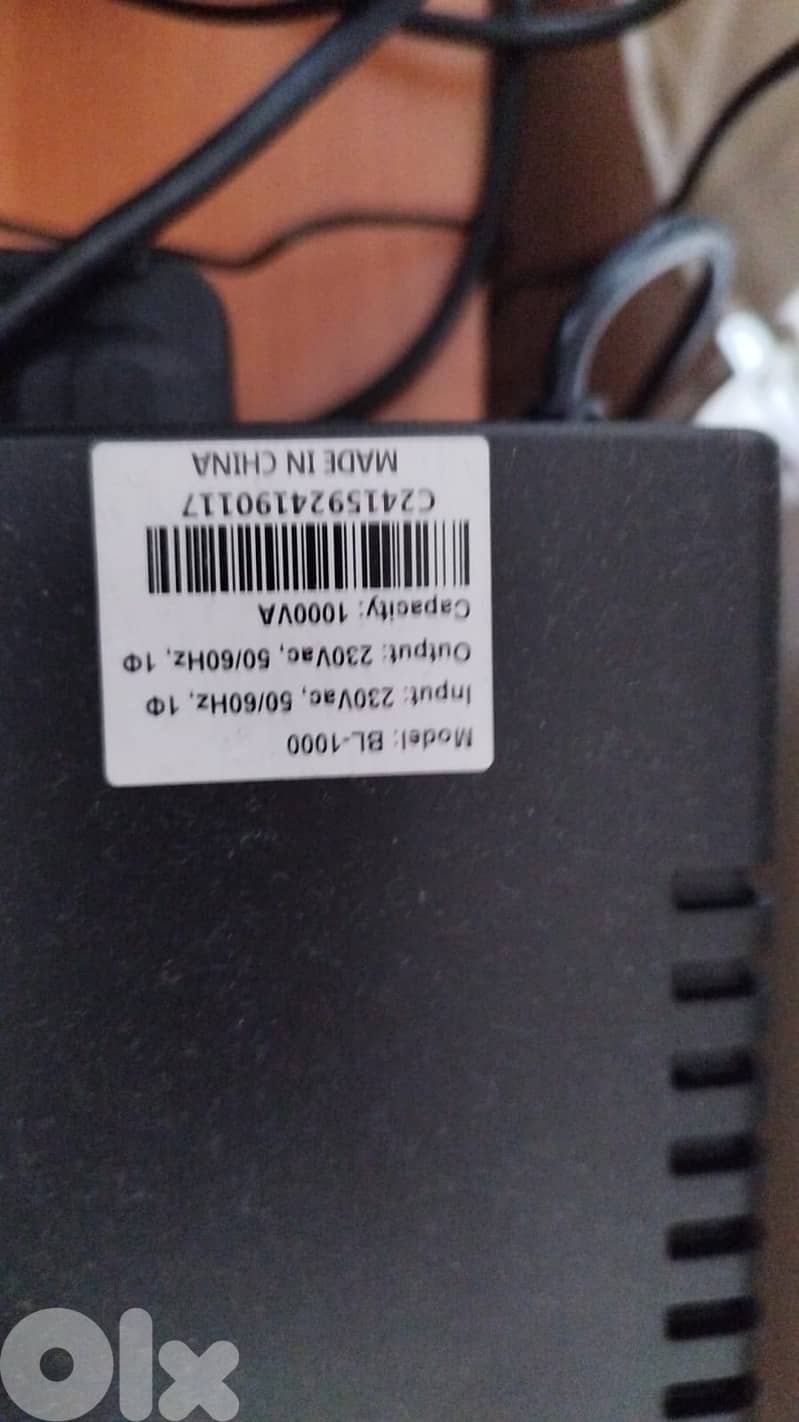 Model: BL-1000
Input: 230Vac, 50/60Hz, 1Φ
Output: 230Vac, 50/60Hz, 1Φ
Capacity: 1000VA
C2415924190117
MADE IN CHINA
Olx